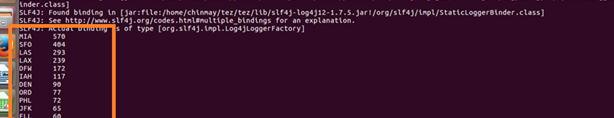 inder.class]
SLF4J: Found binding in [jar:file:/home/chinmay/tez/tez/lib/slf4j-log4j12-1.7.5.jar!/org/slf4j/impl/StaticLoggerBinder.class]
SLF4J: See http://www.slf4j.org/codes.html#multiple_bindings for an explanation.
SLF4J: Actual binding is of type [org.slf4j.impl.Log4jLoggerFactory]
MIA 570
SFO 404
LAS 293
LAX 239
DFW 172
IAH 117
DEN 90
ORD 77
PHL 72
JFK 65
FLL 60